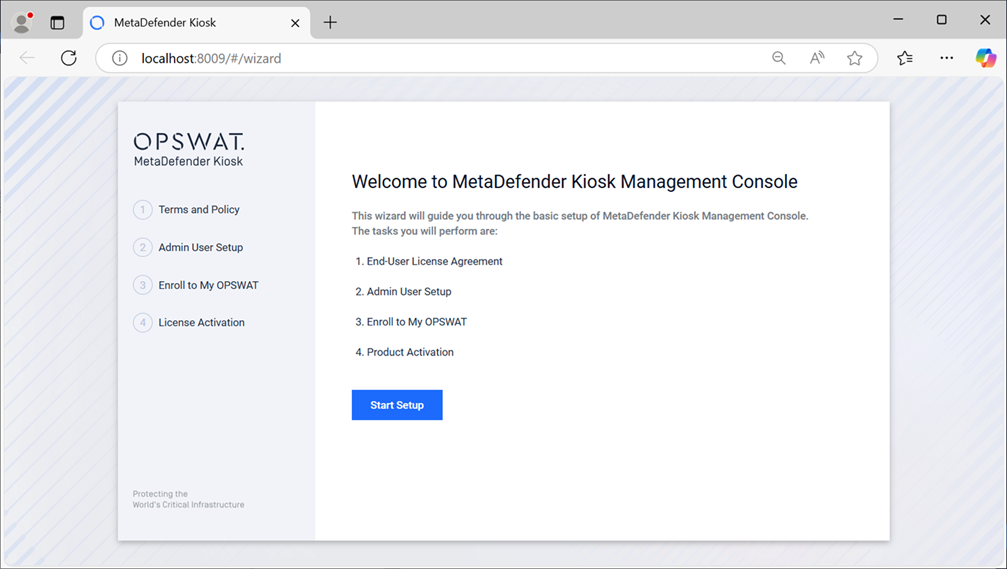 MetaDefender Kiosk
localhost:8009/#/wizard
OPSWAT.
MetaDefender Kiosk
1 Terms and Policy
2 Admin User Setup
3 Enroll to My OPSWAT
4 License Activation
Protecting the
World's Critical Infrastructure
Welcome to MetaDefender Kiosk Management Console
This wizard will guide you through the basic setup of MetaDefender Kiosk Management Console.
The tasks you will perform are:
1. End-User License Agreement
2. Admin User Setup
3. Enroll to My OPSWAT
4. Product Activation
Start Setup